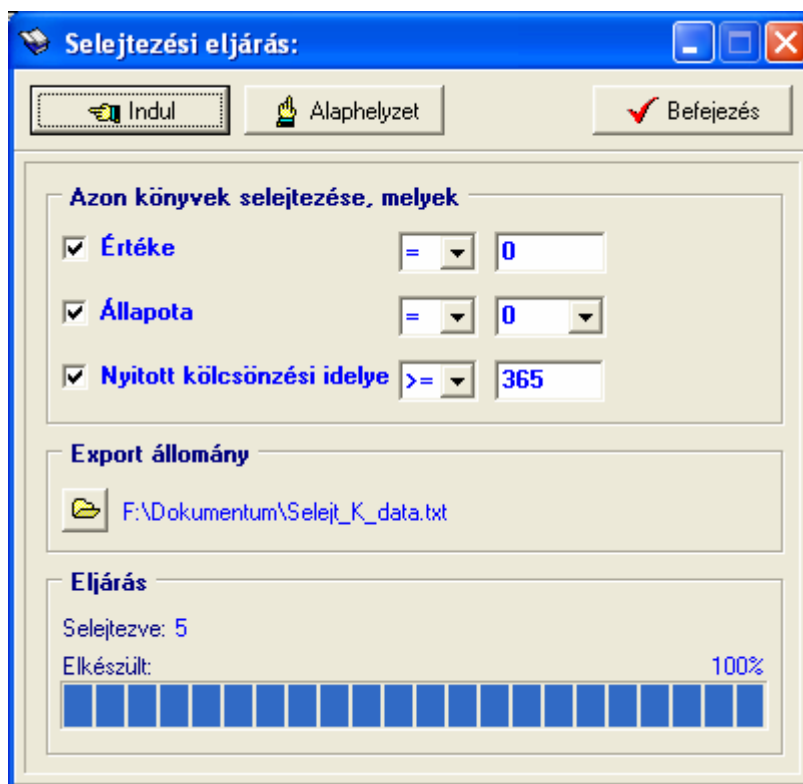 Selejtezési eljárás:
Indul Alaphelyzet Befejezés
Azon könyvek selejtezése, melyek
Értéke = 0
Állapota = 0
Nyitott kölcsönzési idelye >= 365
Export állomány
F:\Dokumentum\Selejt_K_data.txt
Eljárás
Selejtezve: 5
Elkészült: 100%